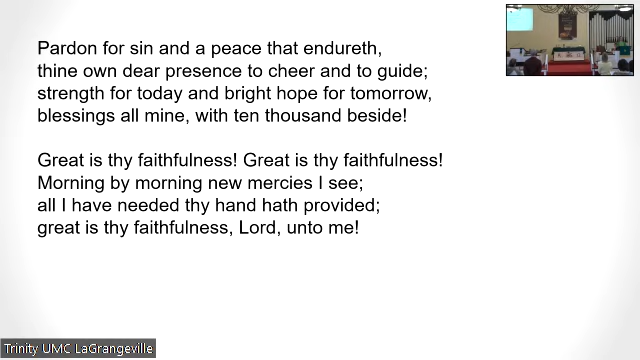 Pardon for sin and a peace that endureth,
thine own dear presence to cheer and to guide;
strength for today and bright hope for tomorrow,
blessings all mine, with ten thousand beside!
Great is thy faithfulness! Great is thy faithfulness!
Morning by morning new mercies I see;
all I have needed thy hand hath provided;
great is thy faithfulness, Lord, unto me!
Trinity UMC LaGrangeville